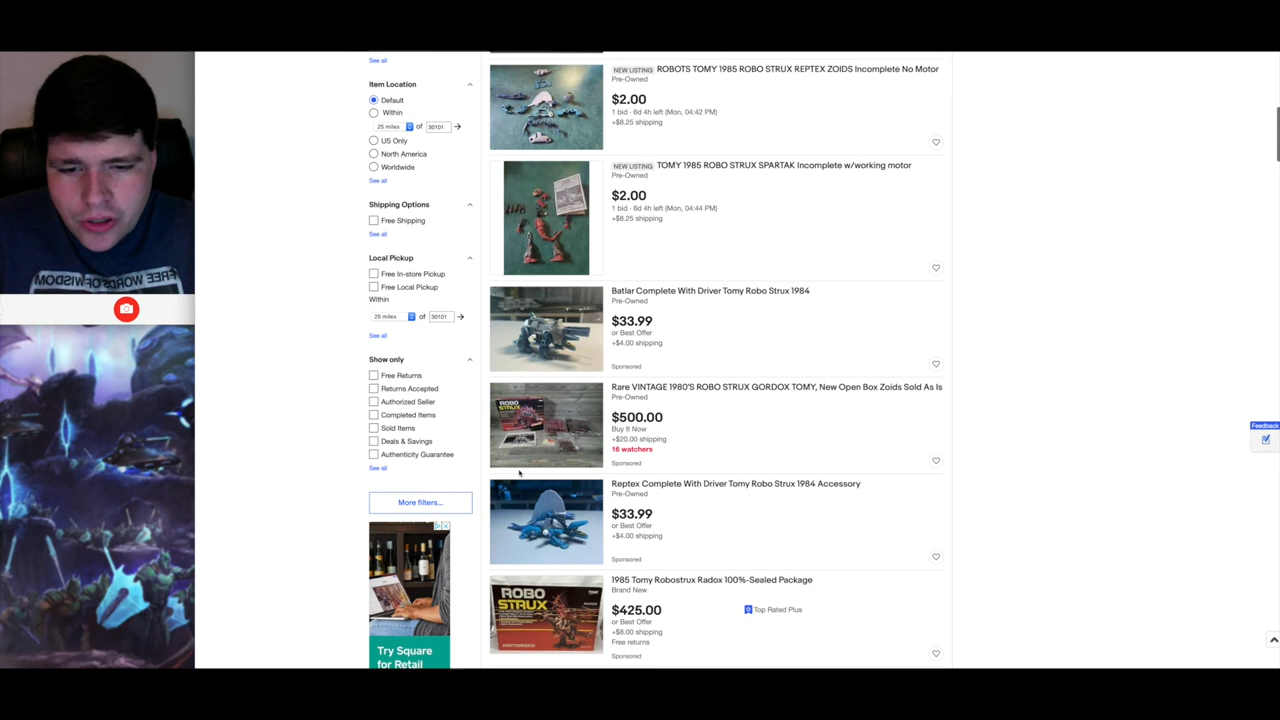 See all
Item Location
Default
Within
25 miles of 30101
US Only
North America
Worldwide
See all
Shipping Options
Free Shipping
See all
Local Pickup
Free In-store Pickup
Free Local Pickup
Within
25 miles of 30101
See all
Show only
Free Returns
Returns Accepted
Authorized Seller
Completed Items
Sold Items
Deals & Savings
Authenticity Guarantee
See all
More filters...
Try Square
for Retail
NEW LISTING ROBOTS TOMY 1985 ROBO STRUX REPTEX ZOIDS Incomplete No Motor
Pre-Owned
$2.00
1 bid · 6d 4h left (Mon, 04:42 PM)
+$8.25 shipping
NEW LISTING TOMY 1985 ROBO STRUX SPARTAK Incomplete w/working motor
Pre-Owned
$2.00
1 bid · 6d 4h left (Mon, 04:44 PM)
+$8.25 shipping
Batlar Complete With Driver Tomy Robo Strux 1984
Pre-Owned
$33.99
or Best Offer
+$4.00 shipping
Sponsored
ROBO
STRUX
Rare VINTAGE 1980'S ROBO STRUX GORDOX TOMY, New Open Box Zoids Sold As Is
Pre-Owned
$500.00
Buy It Now
+$20.00 shipping
16 watchers
Sponsored
Reptex Complete With Driver Tomy Robo Strux 1984 Accessory
Pre-Owned
$33.99
or Best Offer
+$4.00 shipping
Sponsored
ROBO
STRUX
TOMY
MOTORIZED
1985 Tomy Robostrux Radox 100%-Sealed Package
Brand New
$425.00
Top Rated Plus
or Best Offer
+$8.00 shipping
Free returns
Sponsored
Feedback
FREE WORDS OF WISDOM